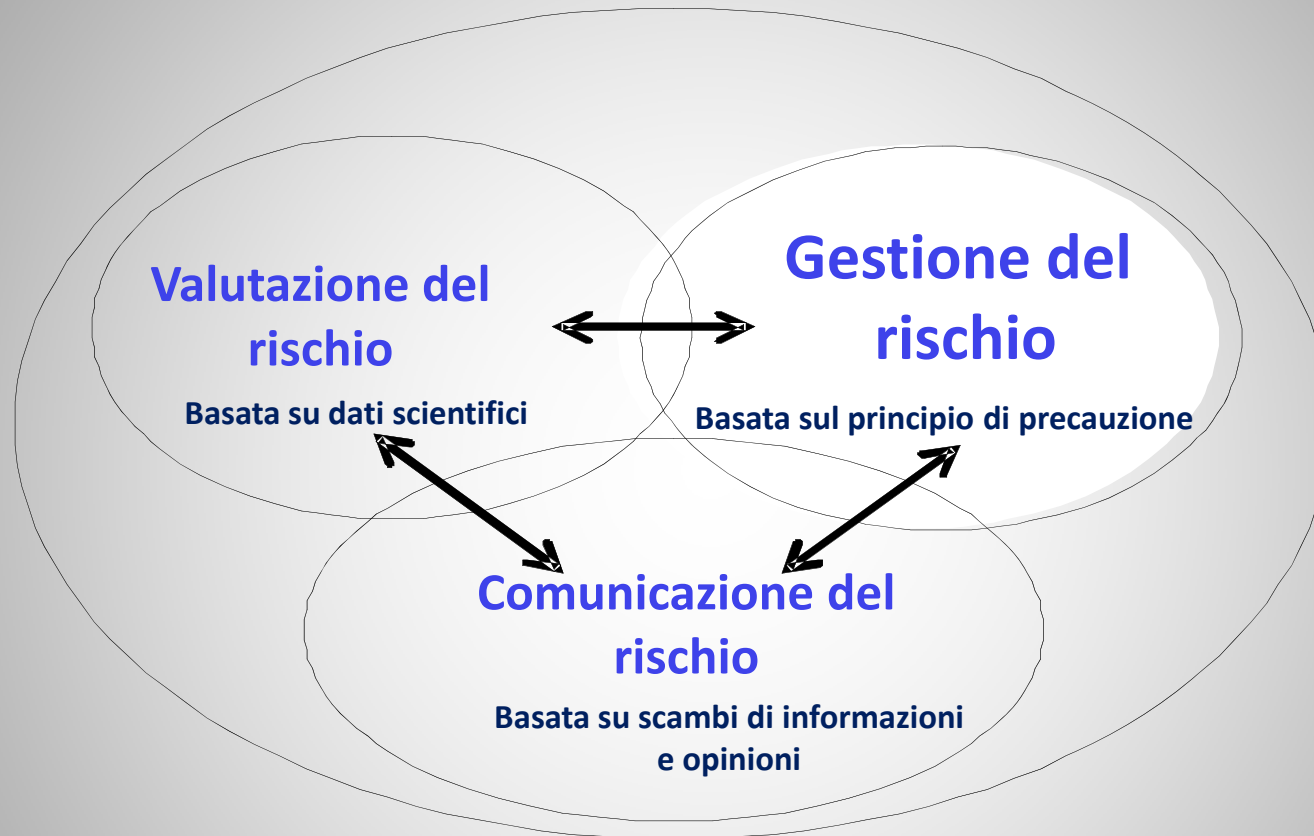 Valutazione del
rischio
Basata su dati scientifici
Gestione del
rischio
Basata sul principio di precauzione
Comunicazione del
rischio
Basata su scambi di informazioni
e opinioni